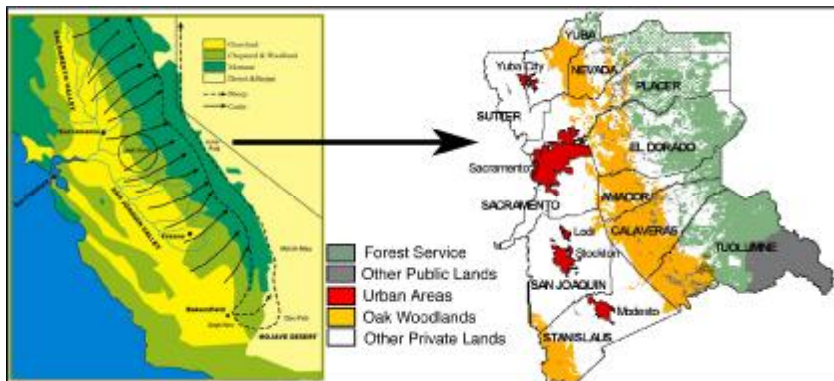 SACRAMENTO VALLEY
Grassland
Chaparral & Woodland
Montane
Sheep
Cattle
Sacramento
SAN JOAQUIN VALLEY
Fresno
Bakersfield
MOJAVE DESERT
YUBA
Yuba City
NEVADA
PLACER
SUTTER
EL DORADO
Sacramento
SACRAMENTO
AMADOR
CALAVERAS
Lodi
Stockton
TUOLUMNE
SAN JOAQUIN
Modesto
STANISLAUS
Forest Service
Other Public Lands
Urban Areas
Oak Woodlands
Other Private Lands